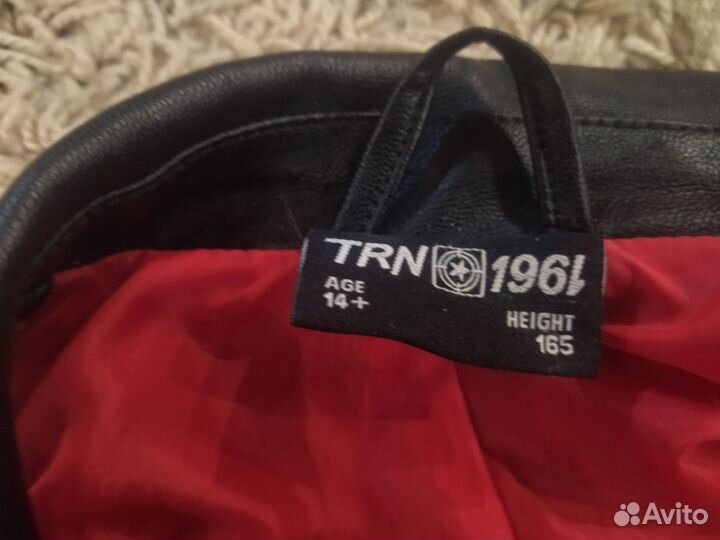 TRN 1961
AGE
14+
HEIGHT
165
Avito